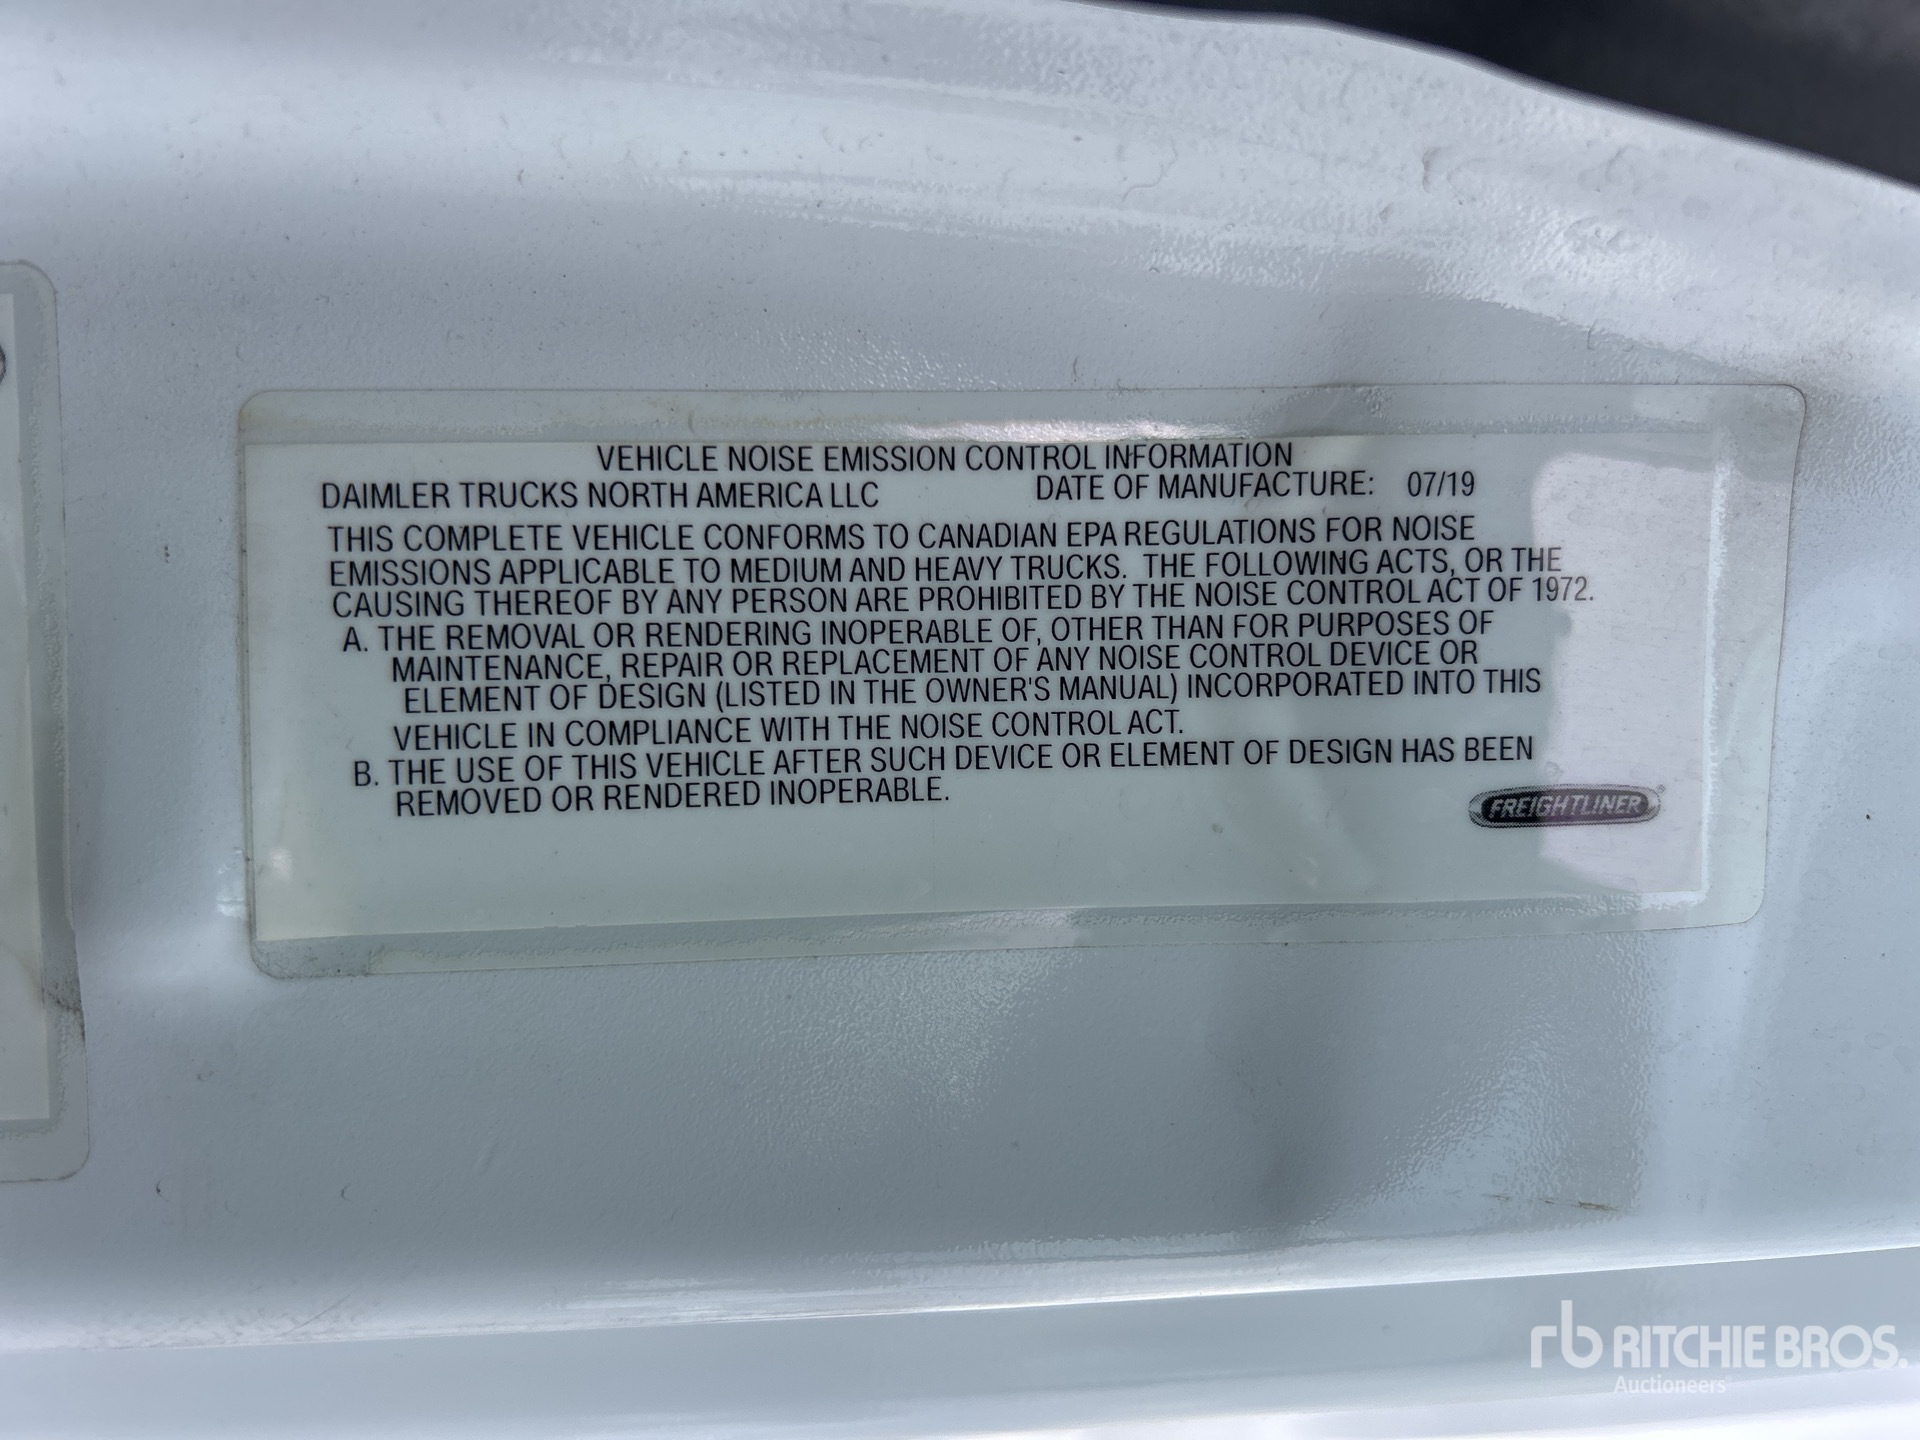 VEHICLE NOISE EMISSION CONTROL INFORMATION
DAIMLER TRUCKS NORTH AMERICA LLC DATE OF MANUFACTURE: 07/19
THIS COMPLETE VEHICLE CONFORMS TO CANADIAN EPA REGULATIONS FOR NOISE
EMISSIONS APPLICABLE TO MEDIUM AND HEAVY TRUCKS. THE FOLLOWING ACTS, OR THE
CAUSING THEREOF BY ANY PERSON ARE PROHIBITED BY THE NOISE CONTROL ACT OF 1972.
A. THE REMOVAL OR RENDERING INOPERABLE OF, OTHER THAN FOR PURPOSES OF
MAINTENANCE, REPAIR OR REPLACEMENT OF ANY NOISE CONTROL DEVICE OR
ELEMENT OF DESIGN (LISTED IN THE OWNER'S MANUAL) INCORPORATED INTO THIS
VEHICLE IN COMPLIANCE WITH THE NOISE CONTROL ACT.
B. THE USE OF THIS VEHICLE AFTER SUCH DEVICE OR ELEMENT OF DESIGN HAS BEEN
REMOVED OR RENDERED INOPERABLE.
FREIGHTLINER®
rb RITCHIE BROS.
Auctioneers